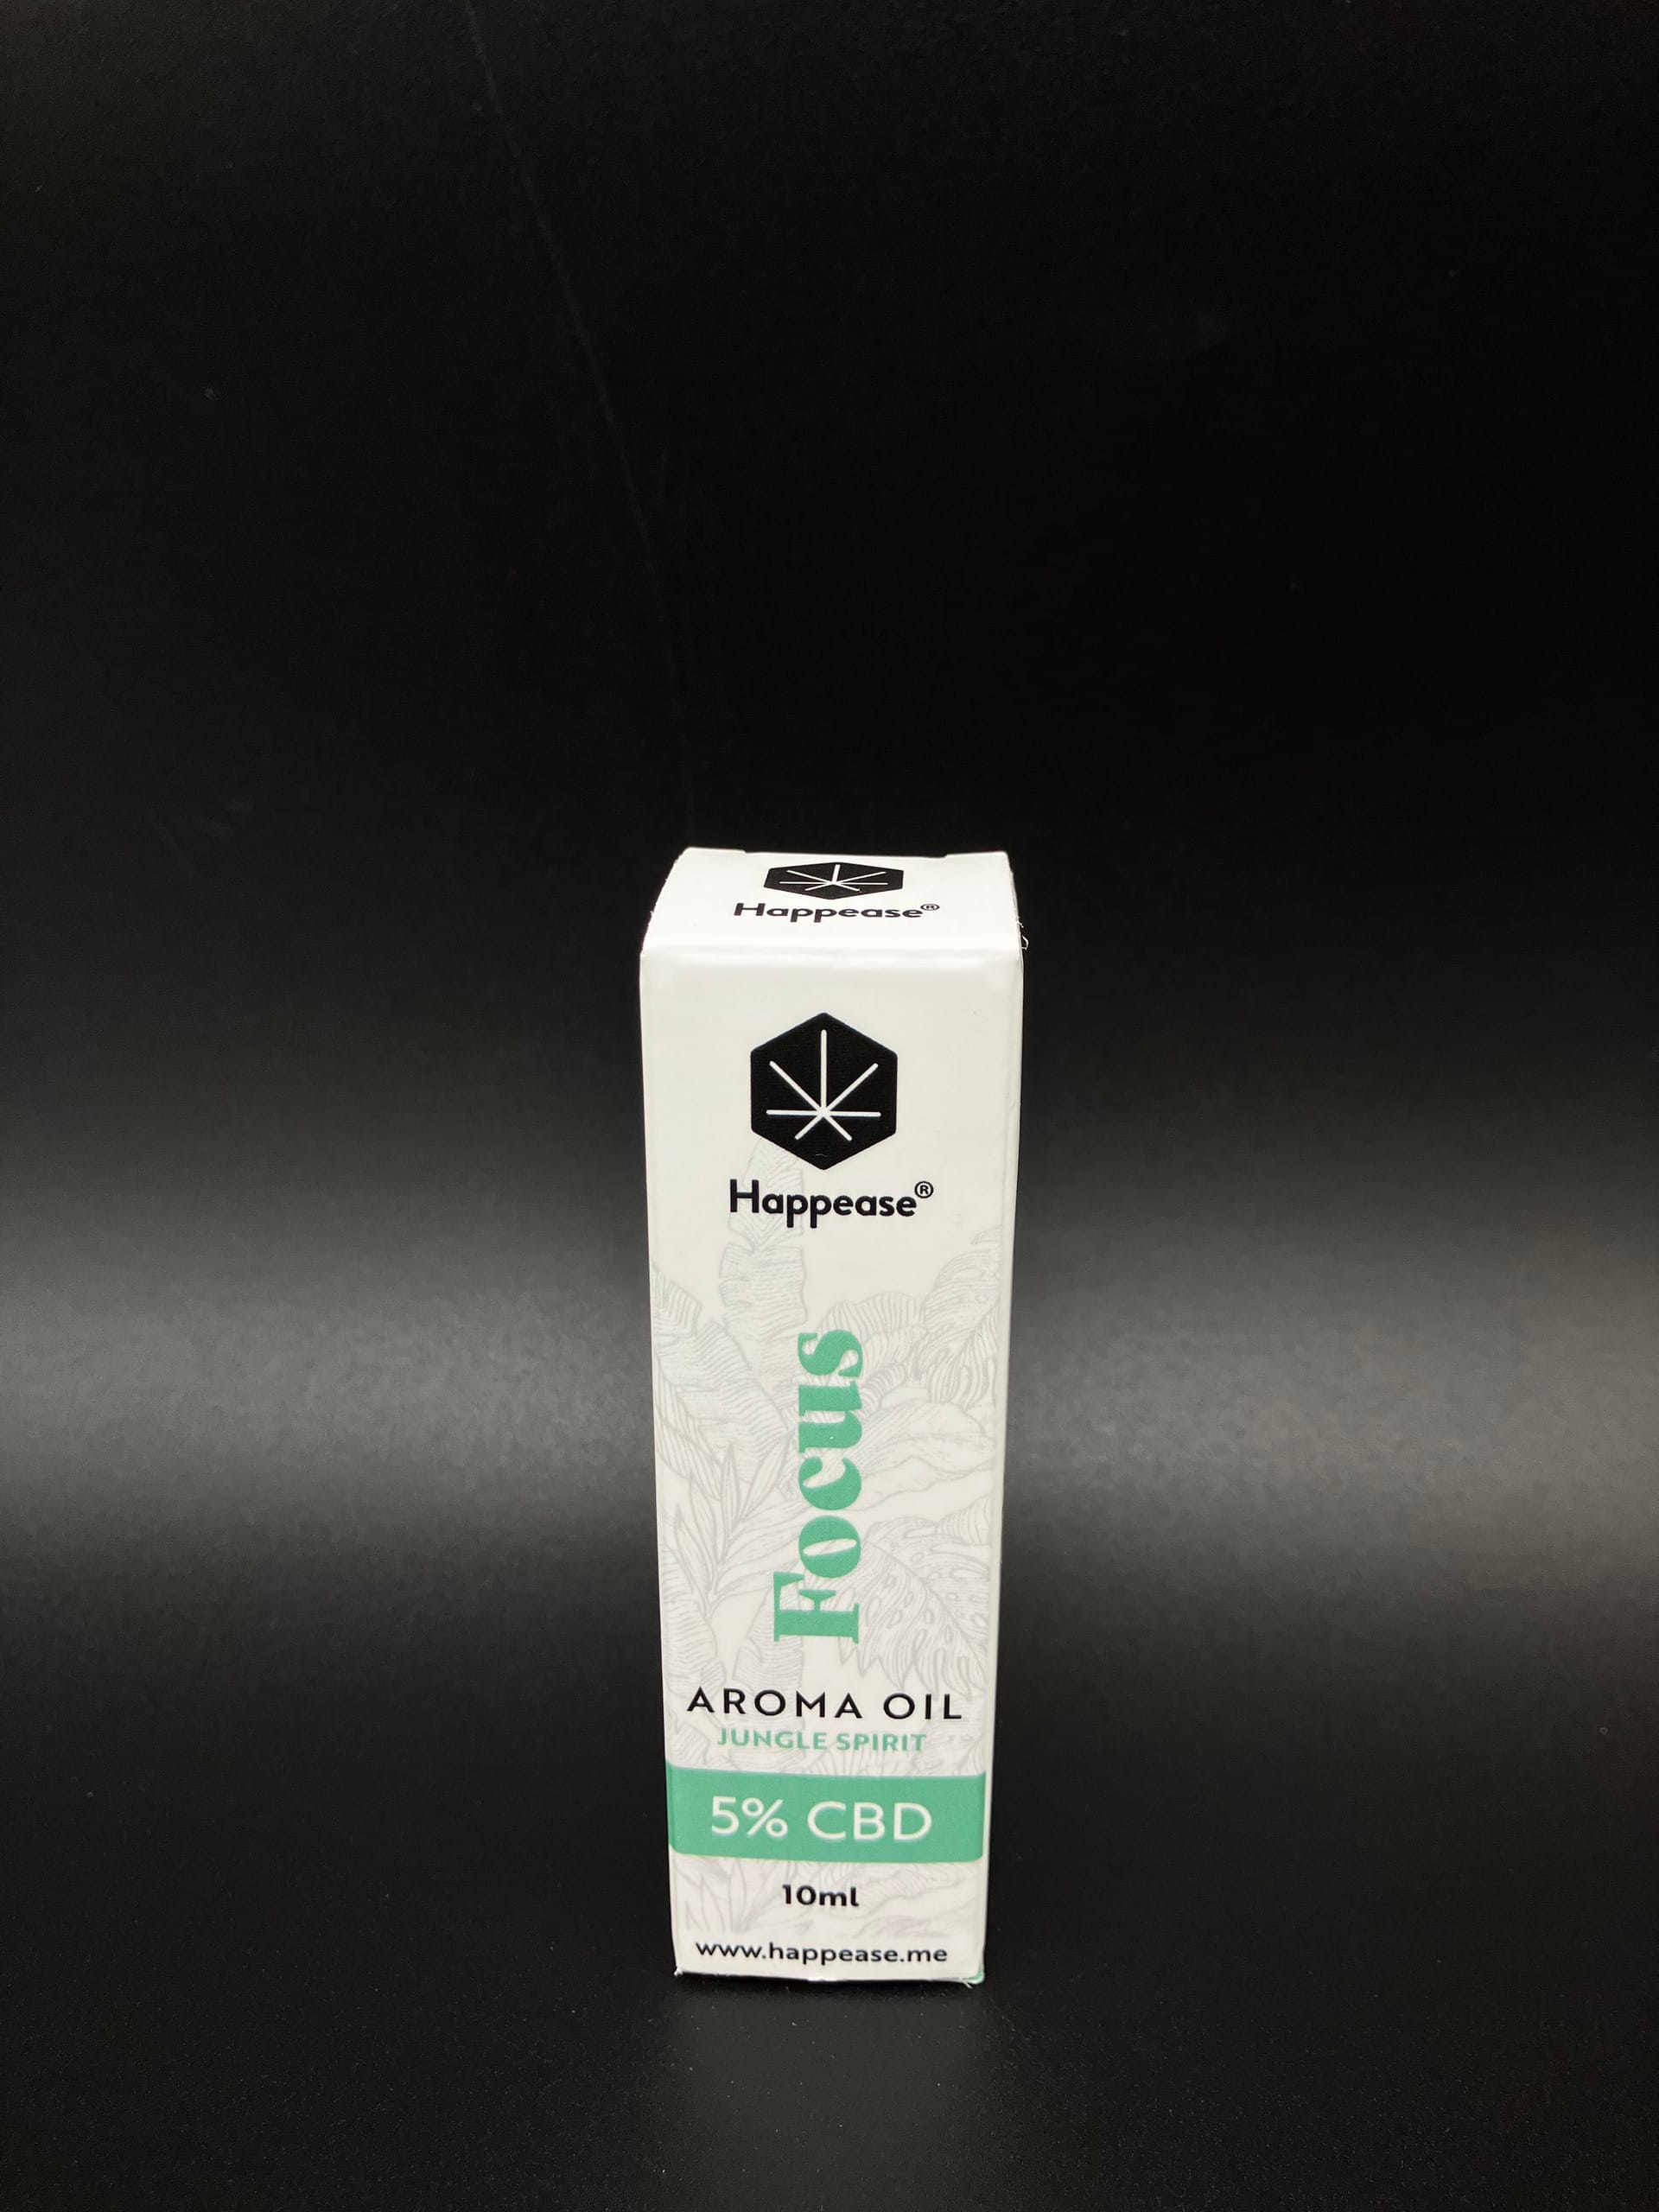 Happease®
Happease®
Focus
AROMA OIL
JUNGLE SPIRIT
5% CBD
10ml
www.happease.me